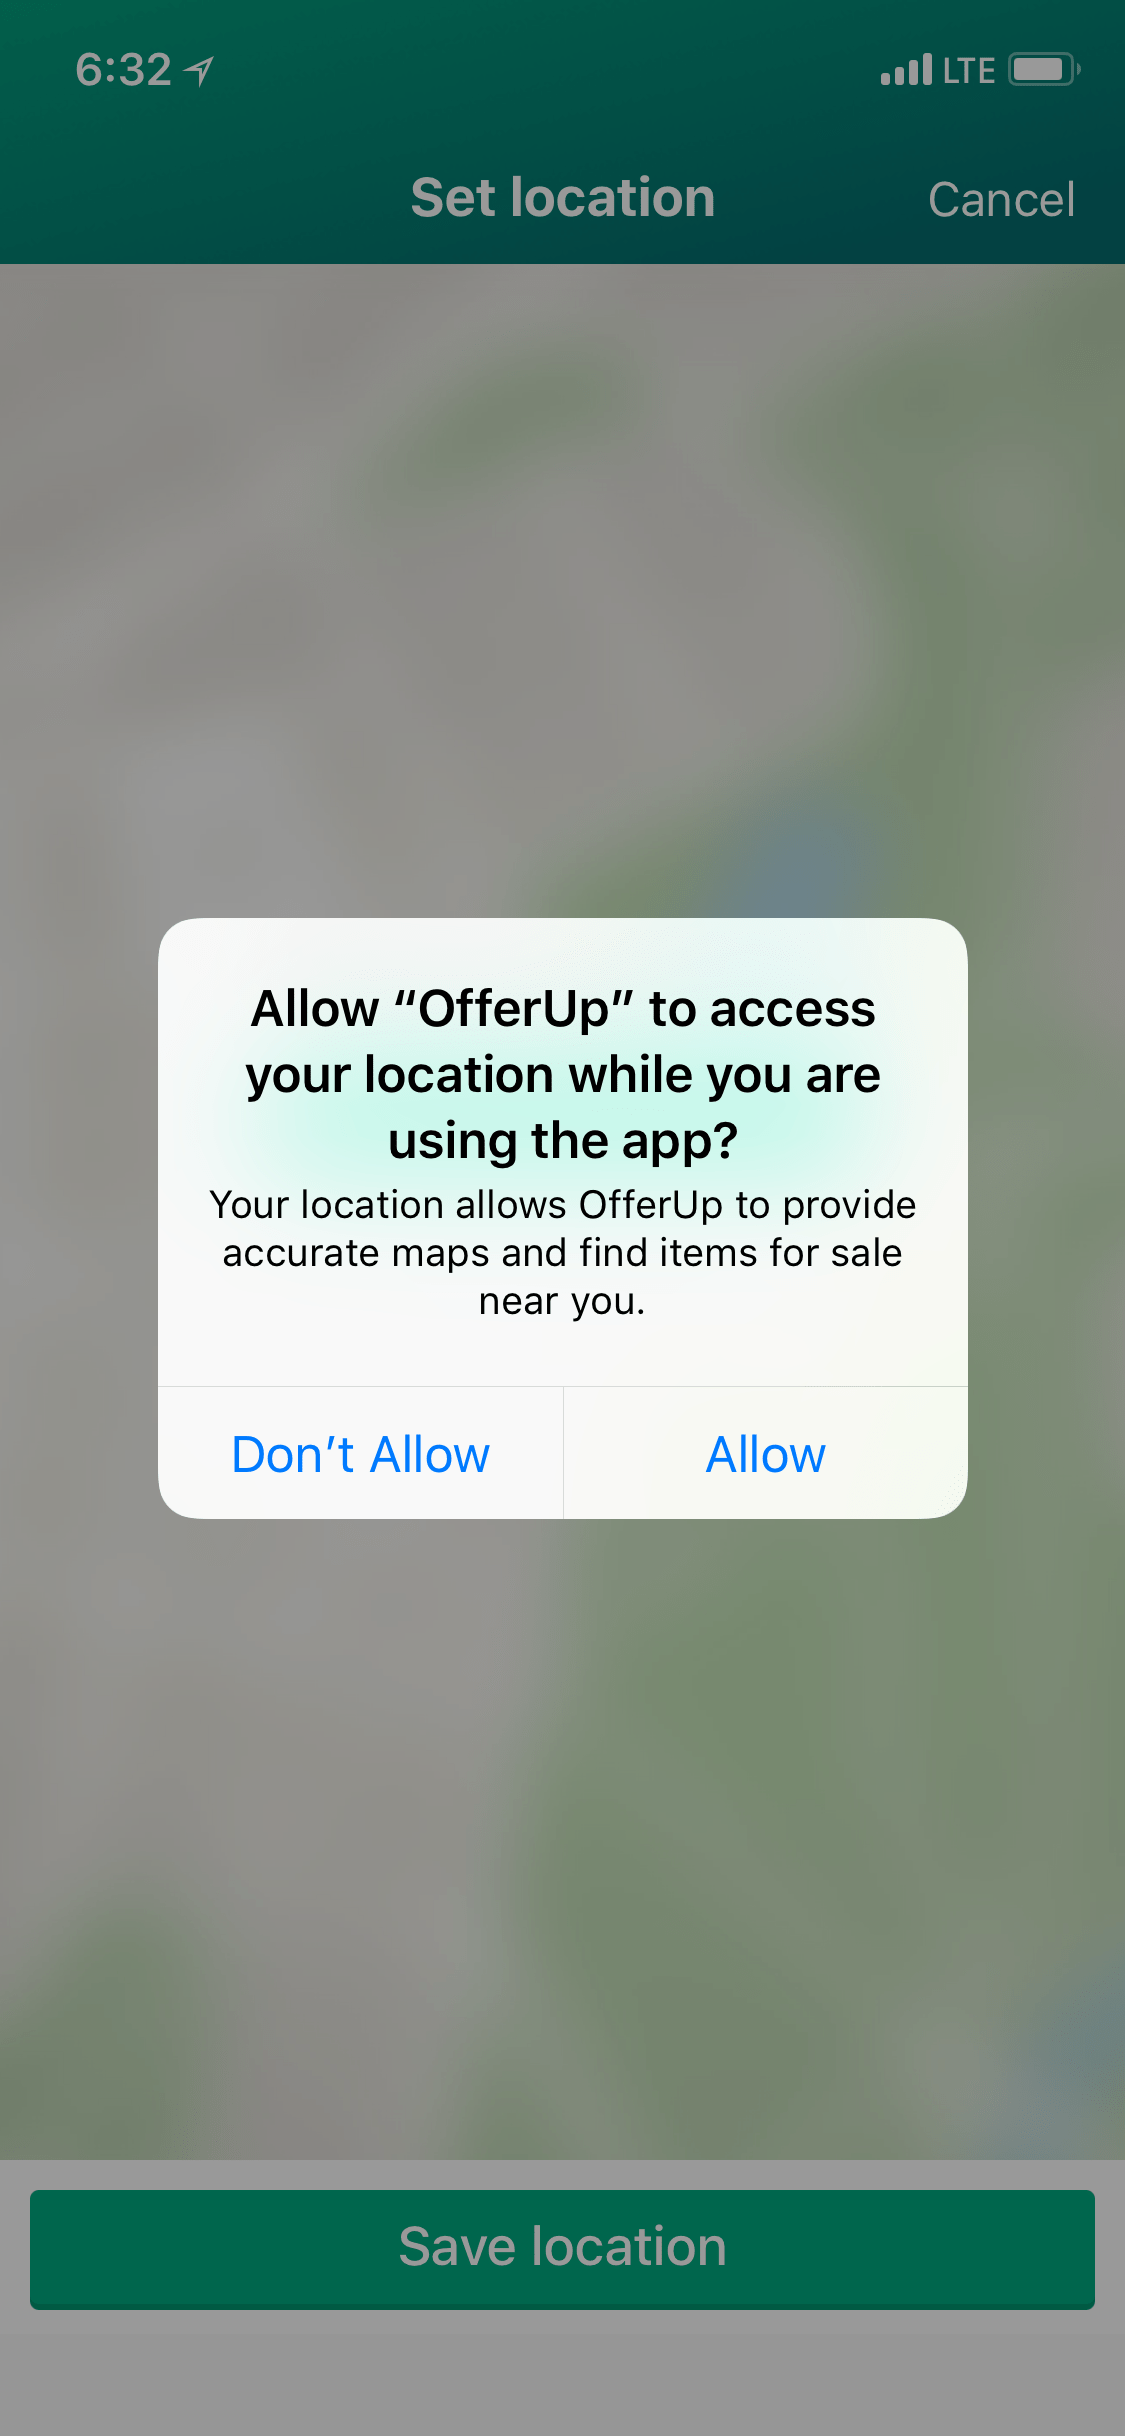 6:32
LTE
Set location
Cancel
Allow “OfferUp” to access
your location while you are
using the app?
Your location allows OfferUp to provide
accurate maps and find items for sale
near you.
Don’t Allow
Allow
Save location